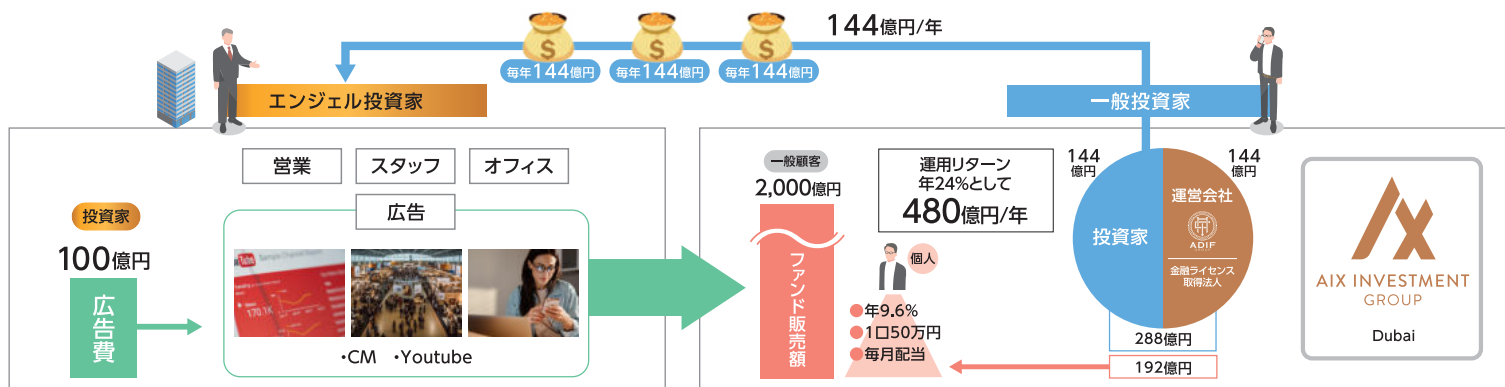 144億円/年
毎年144億円
毎年144億円
毎年144億円
エンジェル投資家
一般投資家
営業
スタッフ
オフィス
広告
投資家
100億円
広告費
170.1K
・CM ・Youtube
一般顧客
2,000億円
ファンド販売額
運用リターン
年24%として
480億円/年
個人
●年9.6%
●1口50万円
●毎月配当
144
億円
144
億円
投資家
運営会社
ADIF
金融ライセンス
取得法人
288億円
192億円
AIX INVESTMENT
GROUP
Dubai